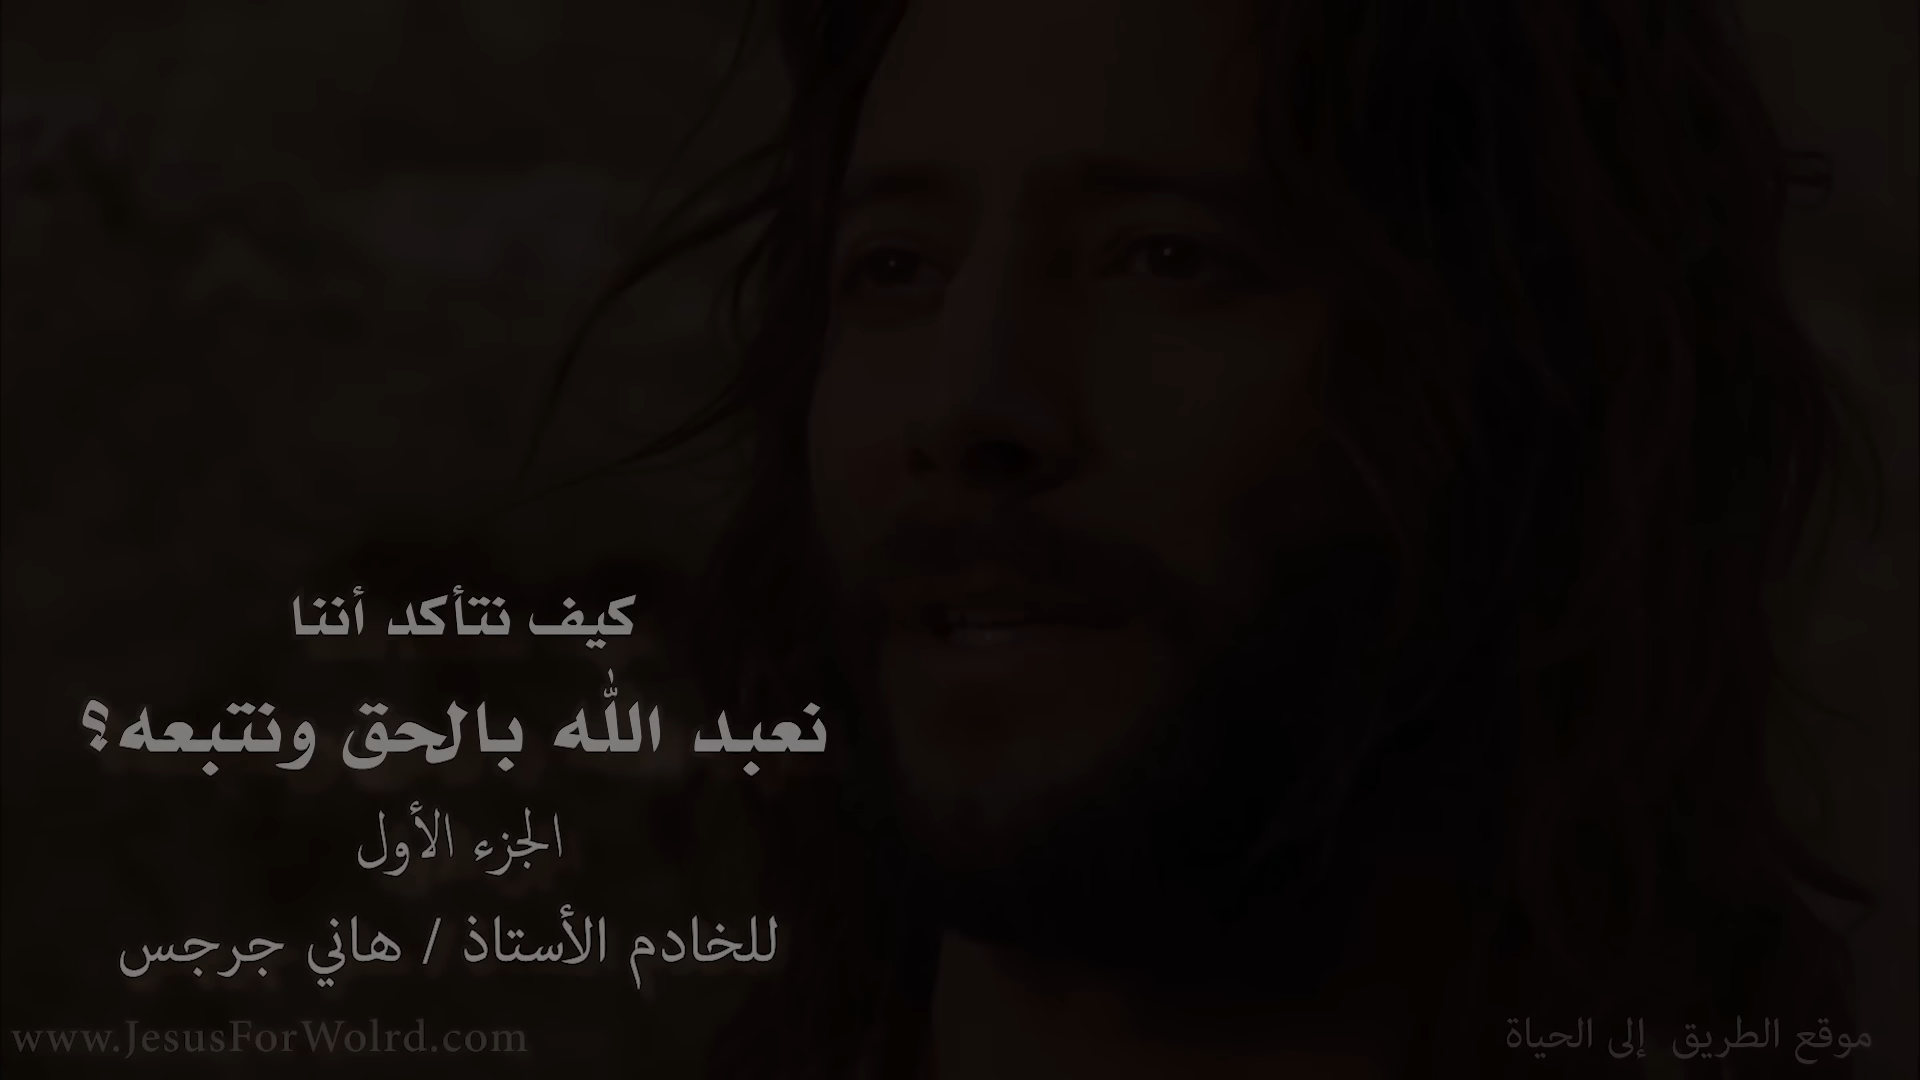 كيف نتأكد أننا
نعبد الله بالحق ونتبعه؟
الجزء الأول
للخادم الأستاذ / هاني جرجس
www.JesusForWolrd.com
موقع الطريق إلى الحياة